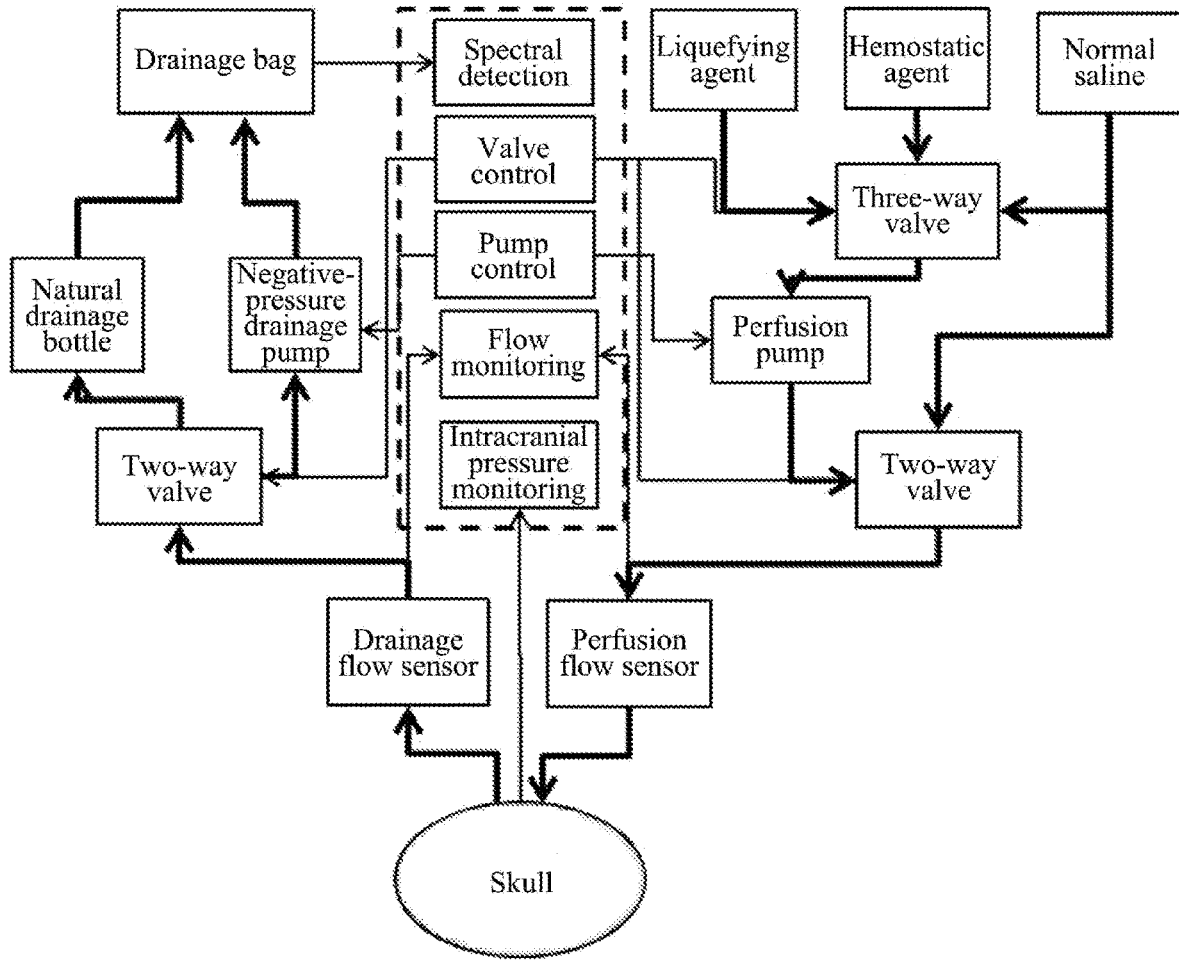 Drainage bag
Spectral
detection
Liquefying
agent
Hemostatic
agent
Normal
saline
Valve
control
Three-way
valve
Pump
control
Natural
drainage
bottle
Negative-
pressure
drainage
pump
Flow
monitoring
Perfusion
pump
Two-way
valve
Intracranial
pressure
monitoring
Two-way
valve
Drainage
flow sensor
Perfusion
flow sensor
Skull